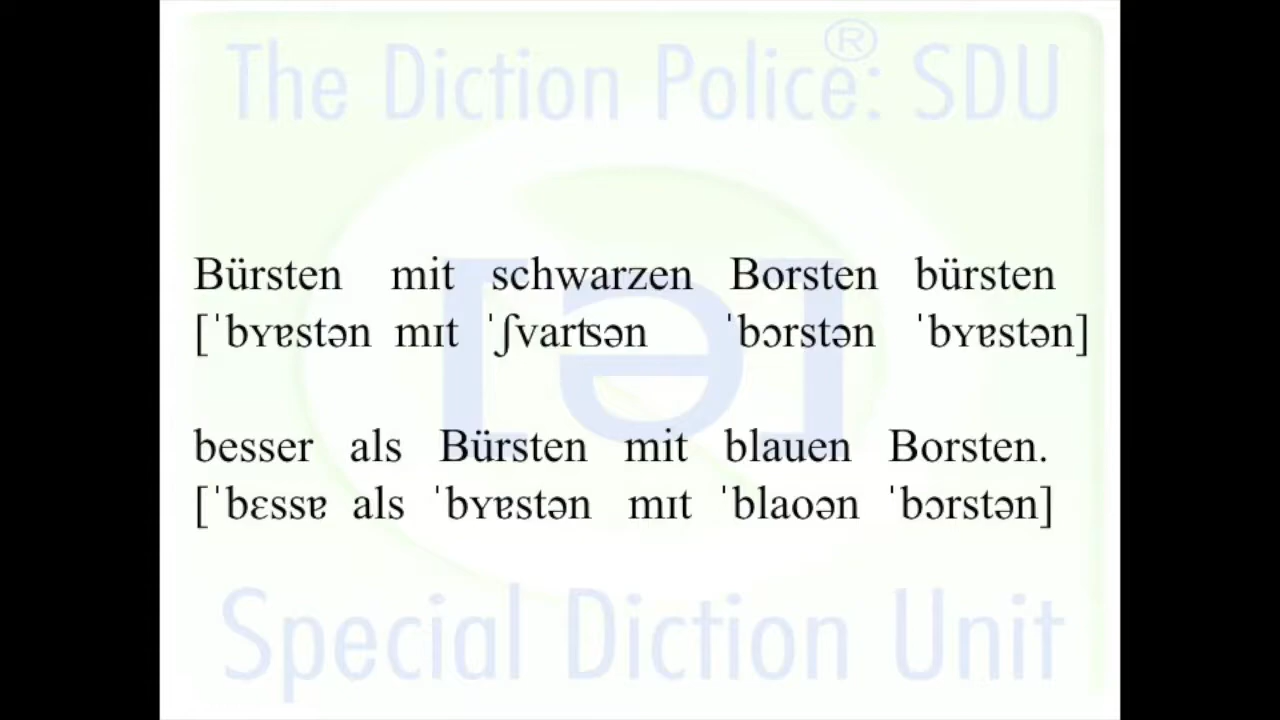 The Diction Police®: SDU
Bürsten mit schwarzen Borsten bürsten
[ˈbʏɐstən mɪt ˈʃvarʦən ˈbɔrstən ˈbʏɐstən]
[ə]
besser als Bürsten mit blauen Borsten.
[ˈbɛssɐ als ˈbʏɐstən mɪt ˈblaoən ˈbɔrstən]
Special Diction Unit